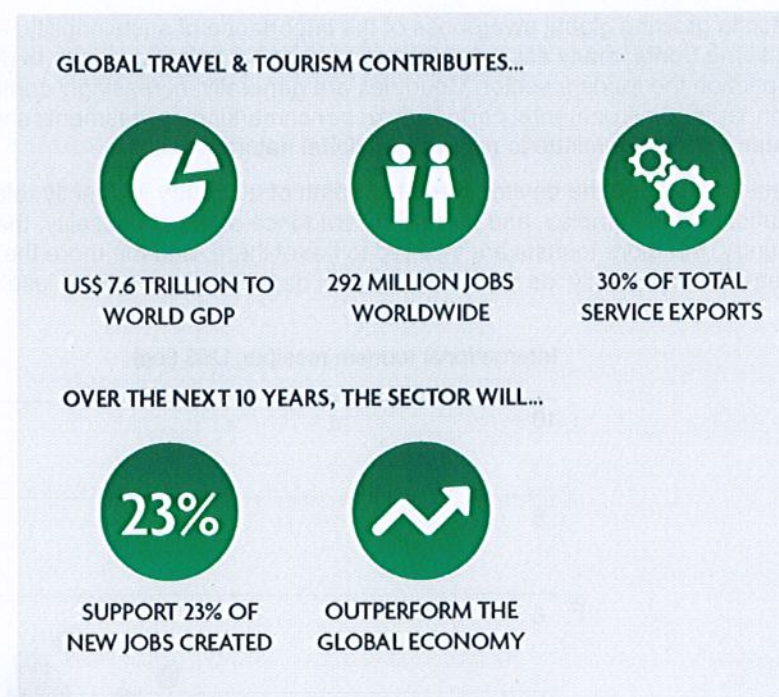 GLOBAL TRAVEL & TOURISM CONTRIBUTES...
US$ 7.6 TRILLION TO
WORLD GDP
292 MILLION JOBS
WORLDWIDE
30% OF TOTAL
SERVICE EXPORTS
OVER THE NEXT 10 YEARS, THE SECTOR WILL...
23%
SUPPORT 23% OF
NEW JOBS CREATED
OUTPERFORM THE
GLOBAL ECONOMY